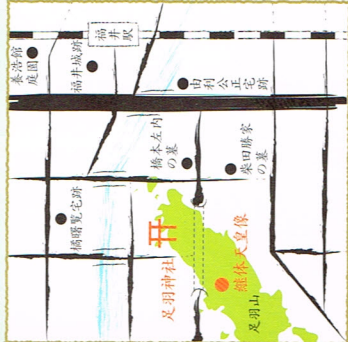 養浩館
庭園
福井城跡
福井
駅
由利公正宅跡
橋本左内
の墓
柴田勝家
の墓
橘曙覧宅跡
足羽神社
継体天皇像
足羽山